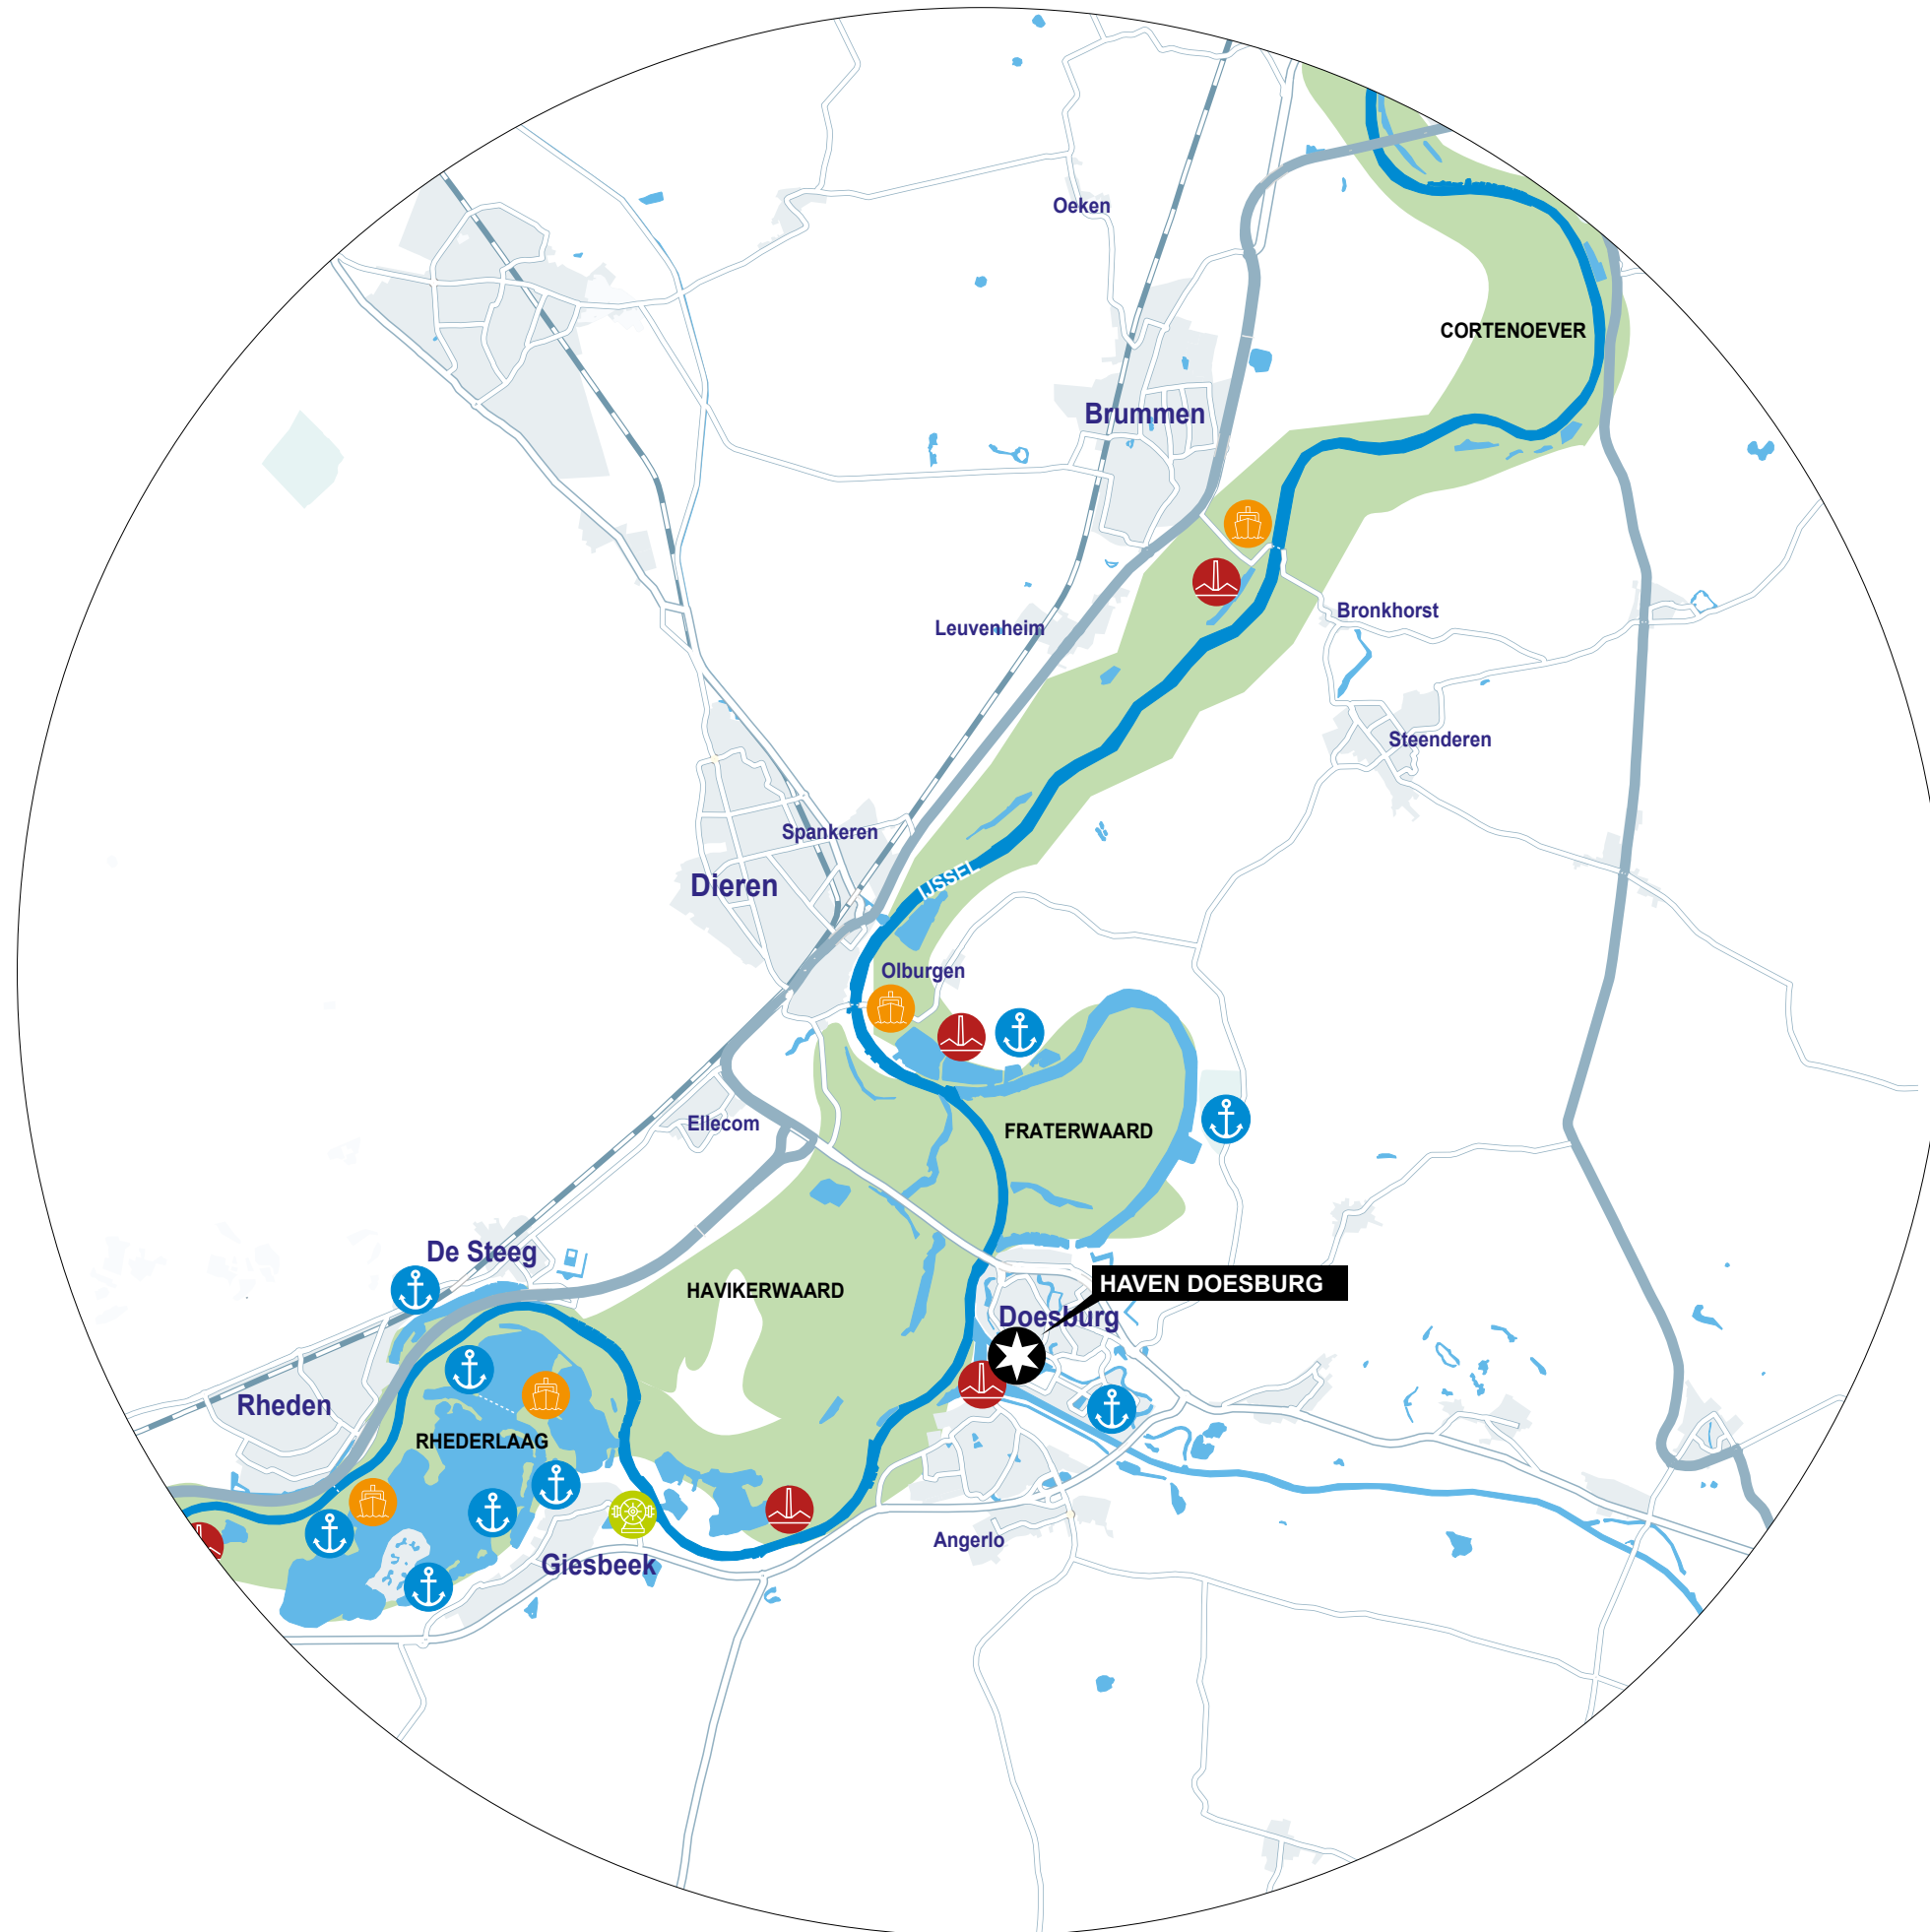 Oeken
CORTENOEVER
Brummen
Bronkhorst
Leuvenheim
Steenderen
Spankeren
Dieren
IJSSEL
Olburgen
Ellecom
FRATERWAARD
De Steeg
HAVIKERWAARD
HAVEN DOESBURG
Doesburg
Rheden
RHEDERLAAG
Angerlo
Giesbeek